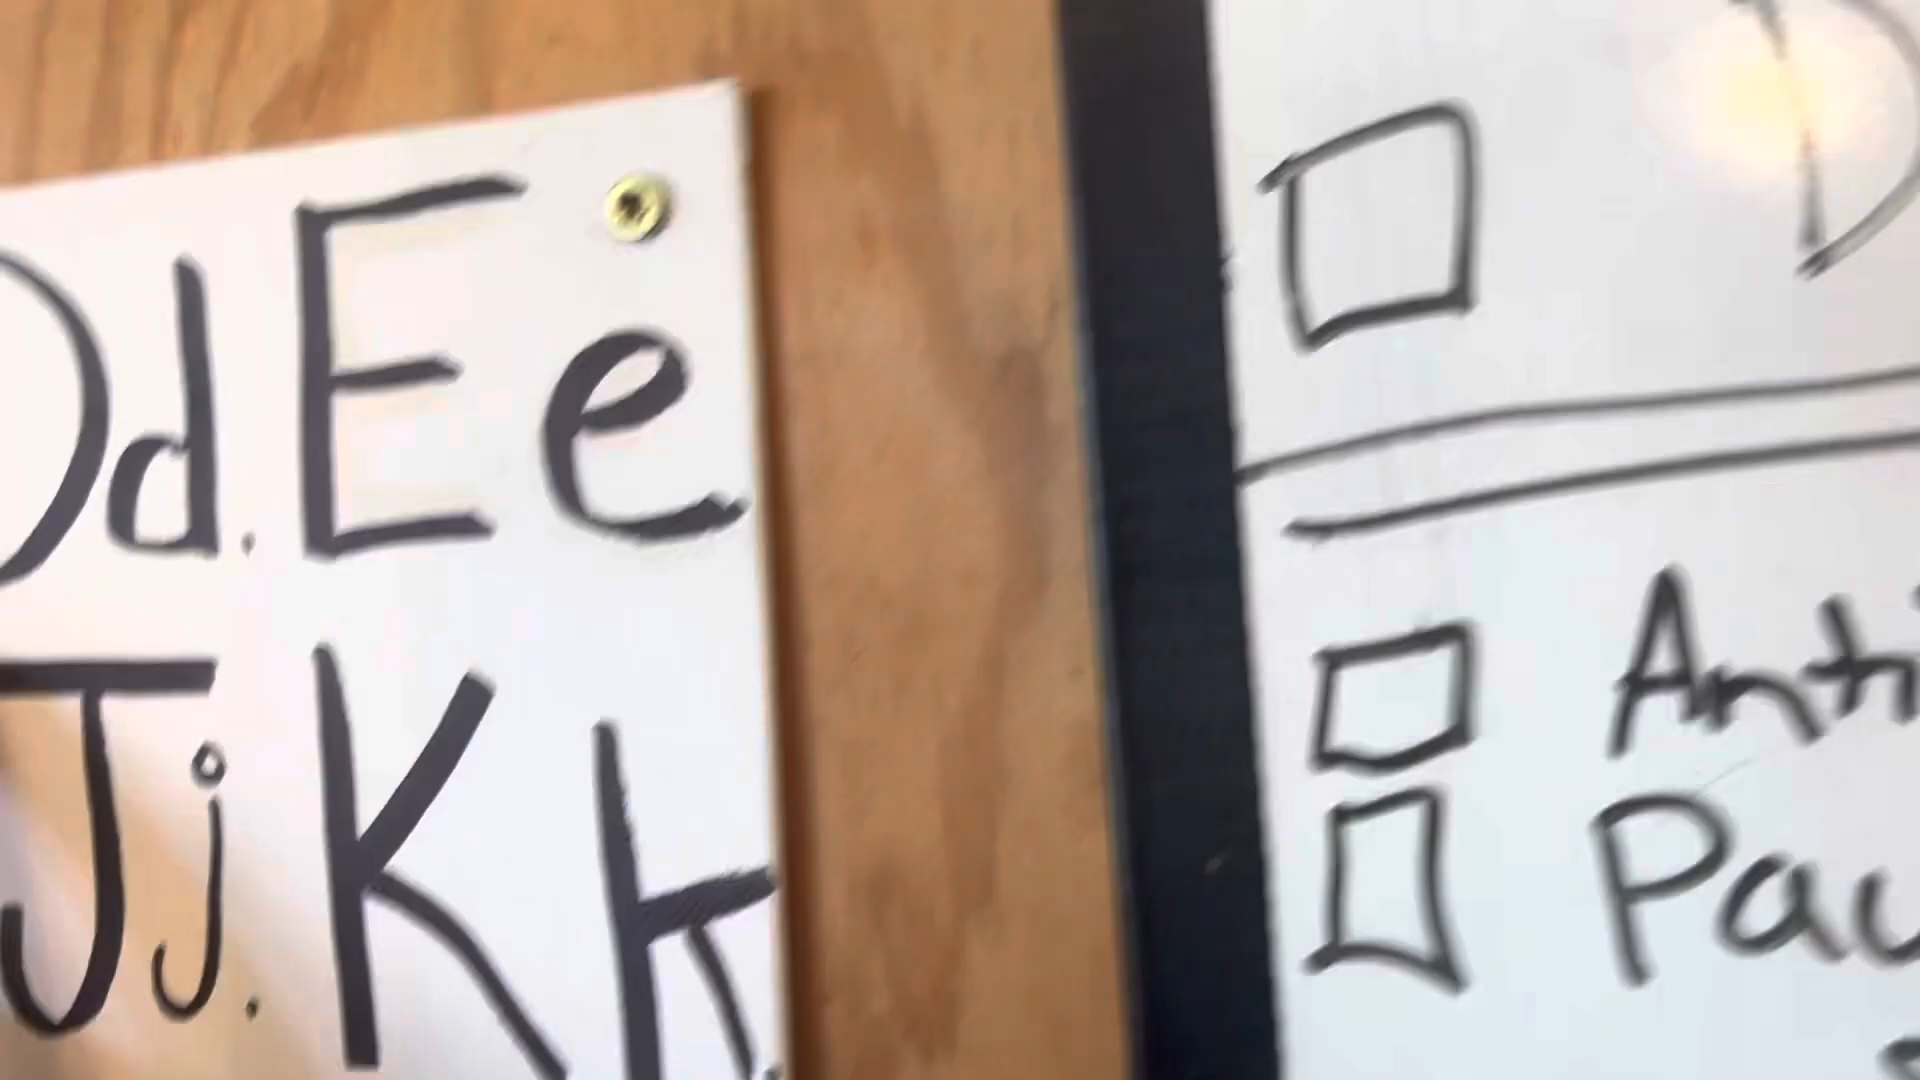 Dd. Ee
Jj. Kk.
D
Anti
Pau